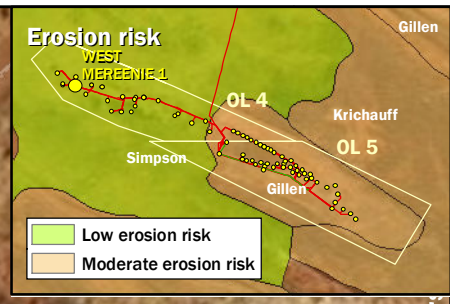 Gillen
Erosion risk
WEST
MEREENIE 1
OL 4
Krichauff
OL 5
Simpson
Gillen
Low erosion risk
Moderate erosion risk